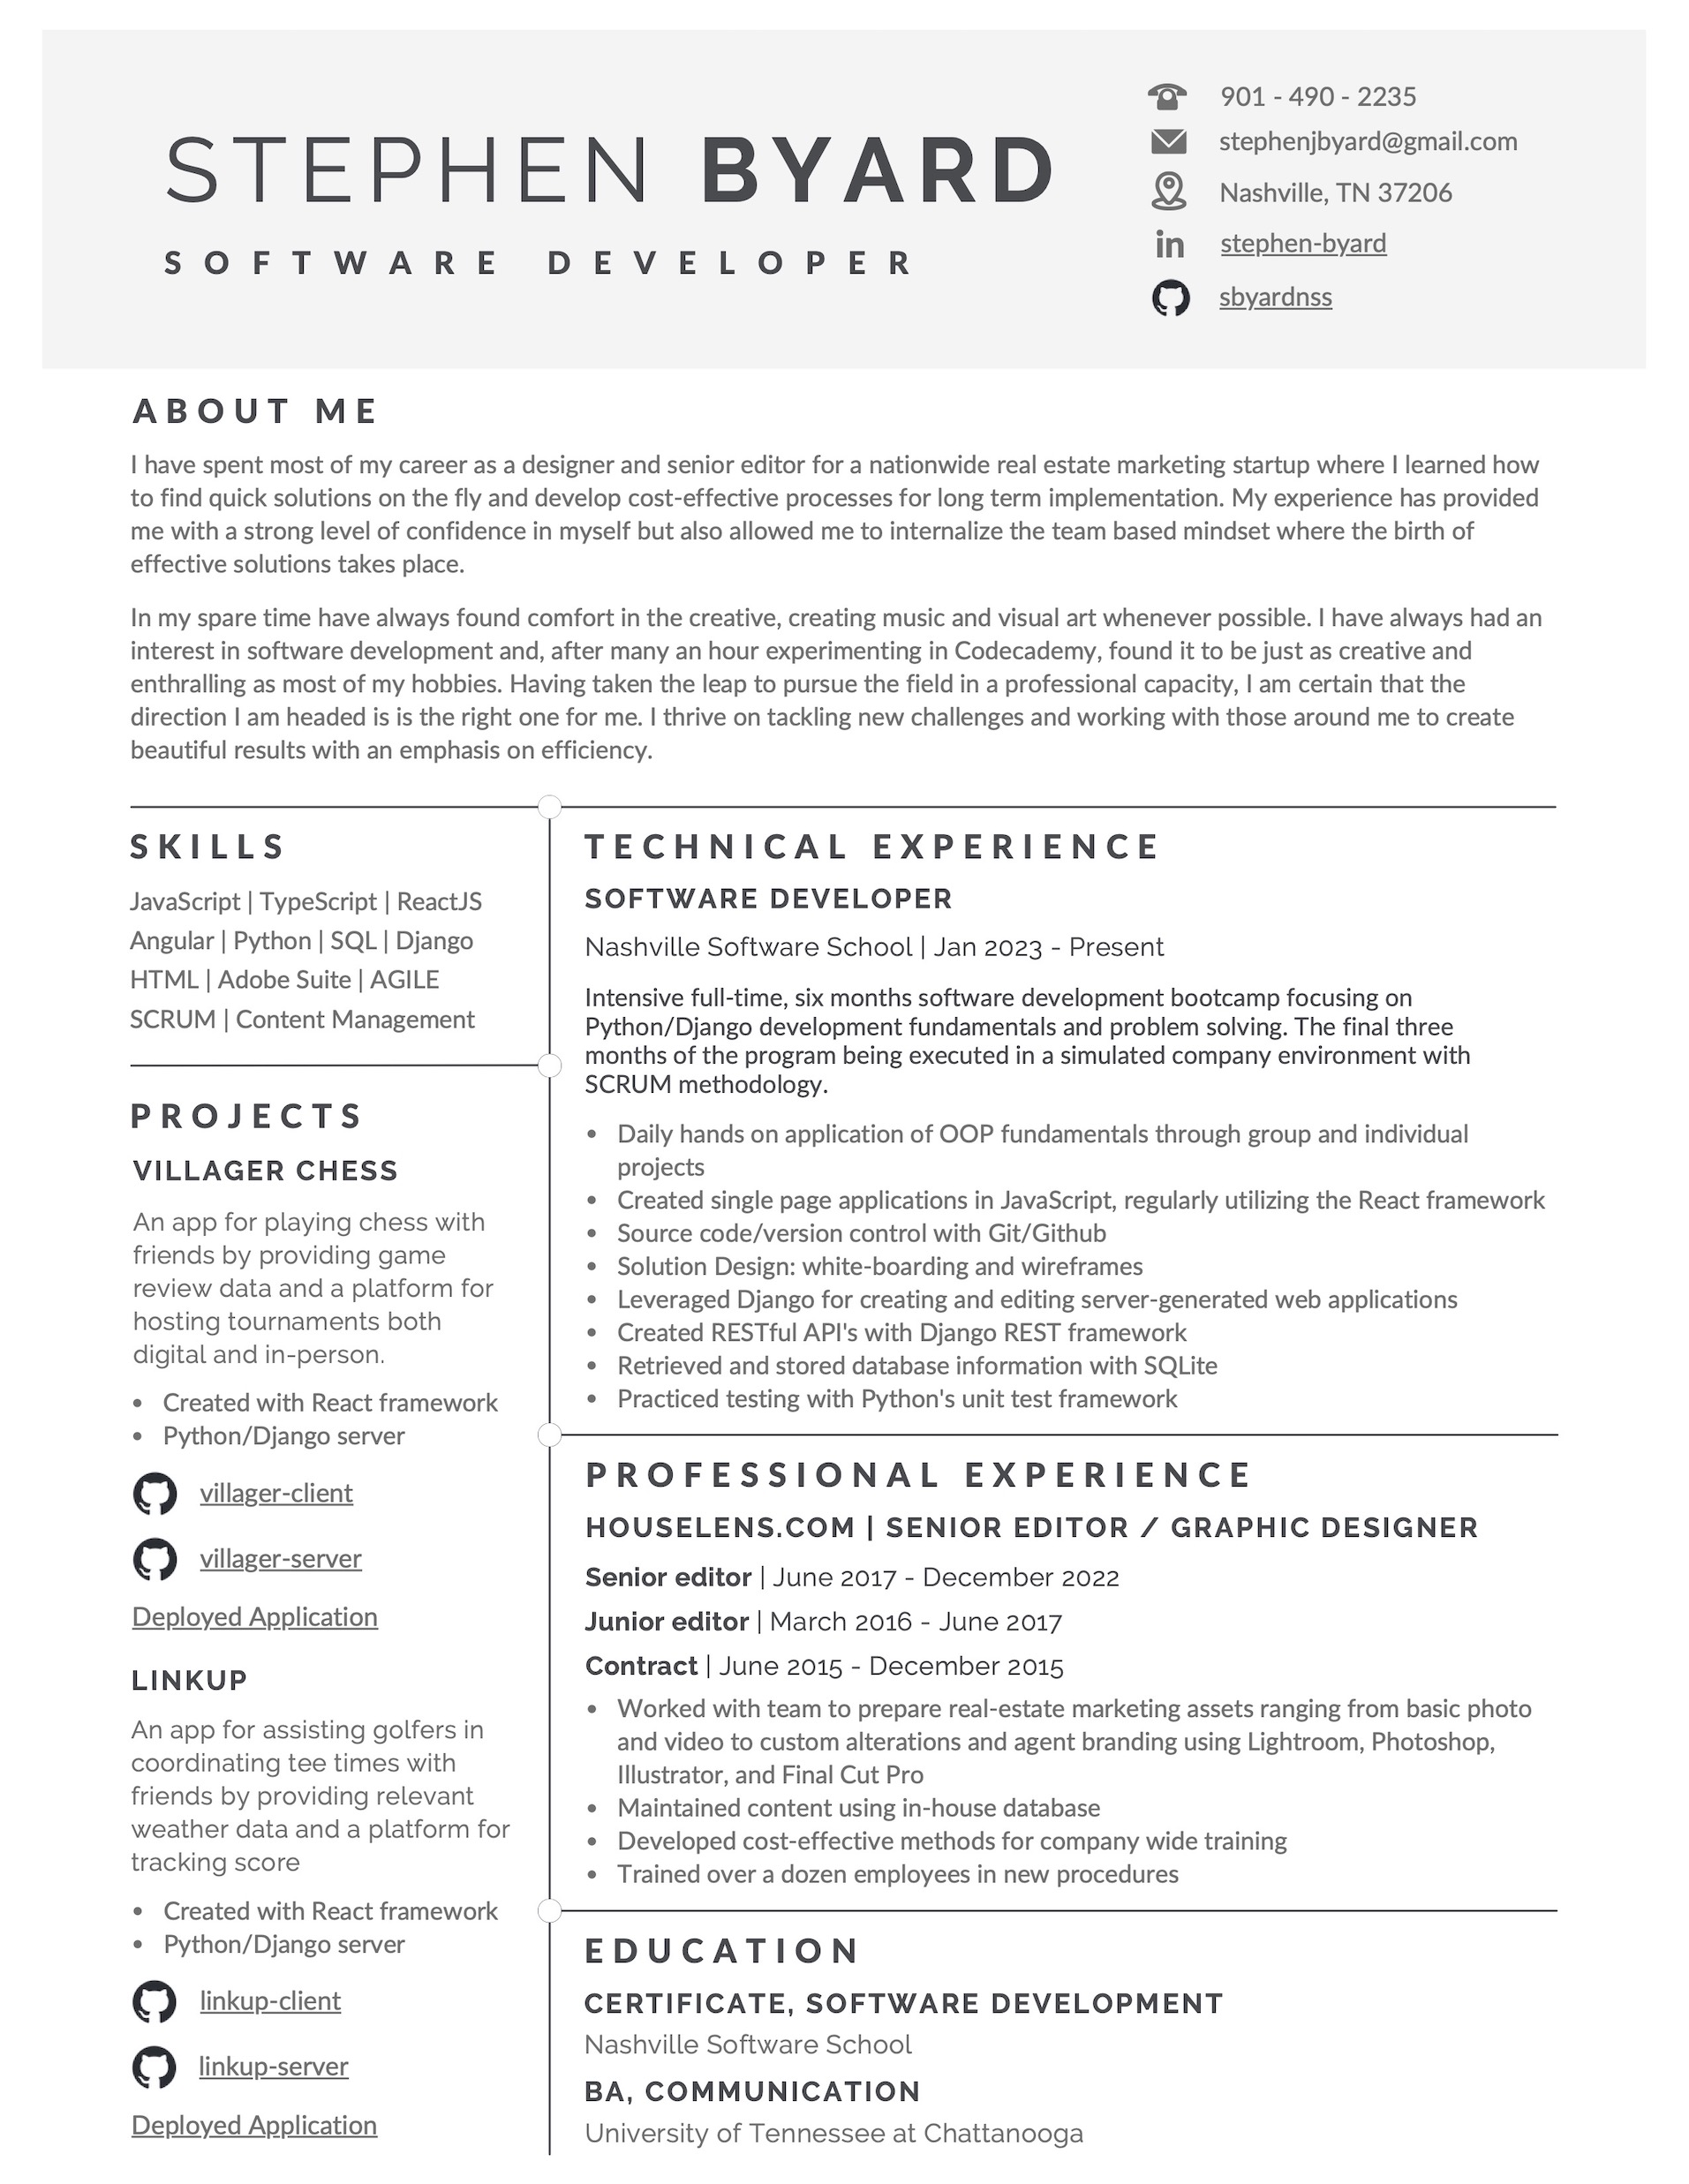 STEPHEN BYARD
SOFTWARE DEVELOPER
901 - 490 - 2235
stephenjbyard@gmail.com
Nashville, TN 37206
in stephen-byard
sbyardnss
ABOUT ME
I have spent most of my career as a designer and senior editor for a nationwide real estate marketing startup where I learned how
to find quick solutions on the fly and develop cost-effective processes for long term implementation. My experience has provided
me with a strong level of confidence in myself but also allowed me to internalize the team based mindset where the birth of
effective solutions takes place.
In my spare time have always found comfort in the creative, creating music and visual art whenever possible. I have always had an
interest in software development and, after many an hour experimenting in Codecademy, found it to be just as creative and
enthralling as most of my hobbies. Having taken the leap to pursue the field in a professional capacity, I am certain that the
direction I am headed is is the right one for me. I thrive on tackling new challenges and working with those around me to create
beautiful results with an emphasis on efficiency.
SKILLS
JavaScript | TypeScript | ReactJS
Angular | Python | SQL | Django
HTML | Adobe Suite | AGILE
SCRUM | Content Management
PROJECTS
VILLAGER CHESS
An app for playing chess with
friends by providing game
review data and a platform for
hosting tournaments both
digital and in-person.
• Created with React framework
• Python/Django server
villager-client
villager-server
Deployed Application
LINKUP
An app for assisting golfers in
coordinating tee times with
friends by providing relevant
weather data and a platform for
tracking score
• Created with React framework
• Python/Django server
linkup-client
linkup-server
Deployed Application
TECHNICAL EXPERIENCE
SOFTWARE DEVELOPER
Nashville Software School | Jan 2023 - Present
Intensive full-time, six months software development bootcamp focusing on
Python/Django development fundamentals and problem solving. The final three
months of the program being executed in a simulated company environment with
SCRUM methodology.
• Daily hands on application of OOP fundamentals through group and individual
projects
• Created single page applications in JavaScript, regularly utilizing the React framework
• Source code/version control with Git/Github
• Solution Design: white-boarding and wireframes
• Leveraged Django for creating and editing server-generated web applications
• Created RESTful API's with Django REST framework
• Retrieved and stored database information with SQLite
• Practiced testing with Python's unit test framework
PROFESSIONAL EXPERIENCE
HOUSELENS.COM | SENIOR EDITOR / GRAPHIC DESIGNER
Senior editor | June 2017 - December 2022
Junior editor | March 2016 - June 2017
Contract | June 2015 - December 2015
• Worked with team to prepare real-estate marketing assets ranging from basic photo
and video to custom alterations and agent branding using Lightroom, Photoshop,
Illustrator, and Final Cut Pro
• Maintained content using in-house database
• Developed cost-effective methods for company wide training
• Trained over a dozen employees in new procedures
EDUCATION
CERTIFICATE, SOFTWARE DEVELOPMENT
Nashville Software School
BA, COMMUNICATION
University of Tennessee at Chattanooga